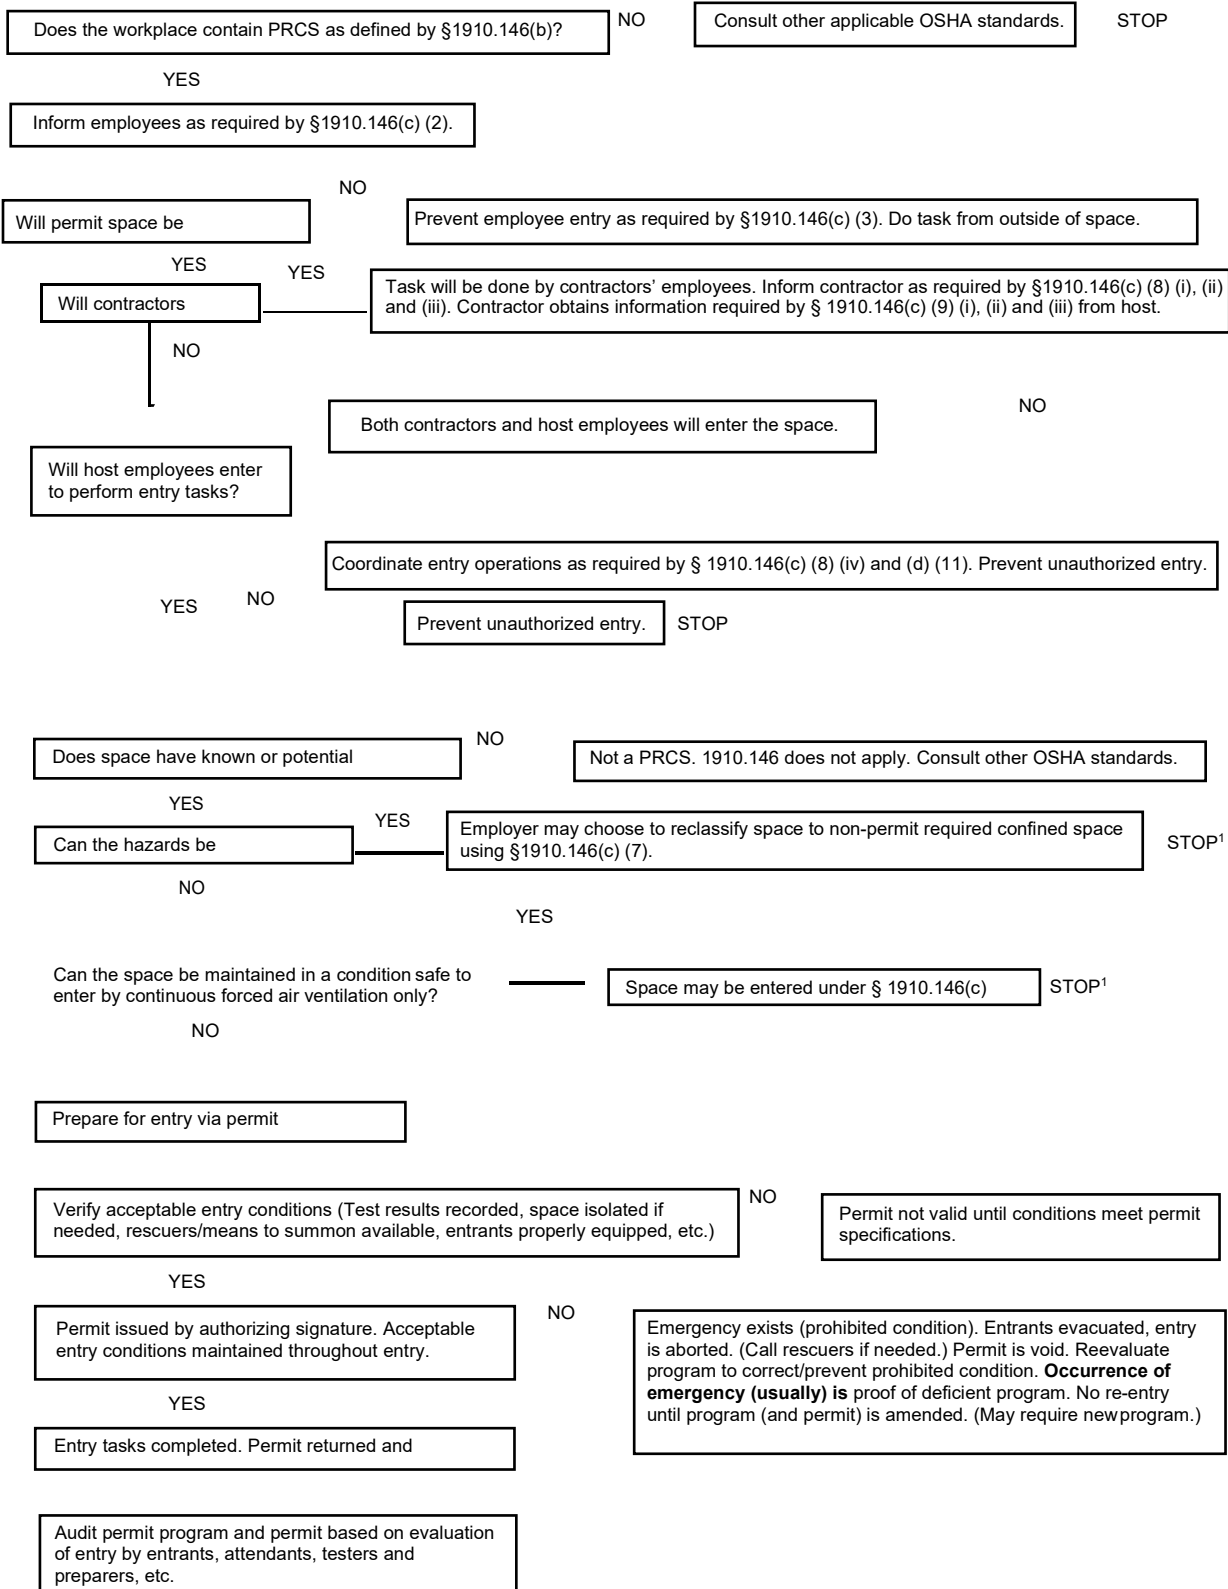 Does the workplace contain PRCS as defined by §1910.146(b)?
NO
Consult other applicable OSHA standards.
STOP
YES
Inform employees as required by §1910.146(c) (2).
NO
Will permit space be
Prevent employee entry as required by §1910.146(c) (3). Do task from outside of space.
YES
YES
Will contractors
Task will be done by contractors’ employees. Inform contractor as required by §1910.146(c) (8) (i), (ii)
and (iii). Contractor obtains information required by § 1910.146(c) (9) (i), (ii) and (iii) from host.
NO
Both contractors and host employees will enter the space.
NO
Will host employees enter
to perform entry tasks?
Coordinate entry operations as required by § 1910.146(c) (8) (iv) and (d) (11). Prevent unauthorized entry.
YES
NO
Prevent unauthorized entry.
STOP
Does space have known or potential
NO
Not a PRCS. 1910.146 does not apply. Consult other OSHA standards.
YES
YES
Can the hazards be
Employer may choose to reclassify space to non-permit required confined space
using §1910.146(c) (7).
STOP¹
NO
YES
Can the space be maintained in a condition safe to
enter by continuous forced air ventilation only?
Space may be entered under § 1910.146(c)
STOP¹
NO
Prepare for entry via permit
Verify acceptable entry conditions (Test results recorded, space isolated if
needed, rescuers/means to summon available, entrants properly equipped, etc.)
NO
Permit not valid until conditions meet permit
specifications.
YES
Permit issued by authorizing signature. Acceptable
entry conditions maintained throughout entry.
NO
Emergency exists (prohibited condition). Entrants evacuated, entry
is aborted. (Call rescuers if needed.) Permit is void. Reevaluate
program to correct/prevent prohibited condition. Occurrence of
emergency (usually) is proof of deficient program. No re-entry
until program (and permit) is amended. (May require newprogram.)
YES
Entry tasks completed. Permit returned and
Audit permit program and permit based on evaluation
of entry by entrants, attendants, testers and
preparers, etc.